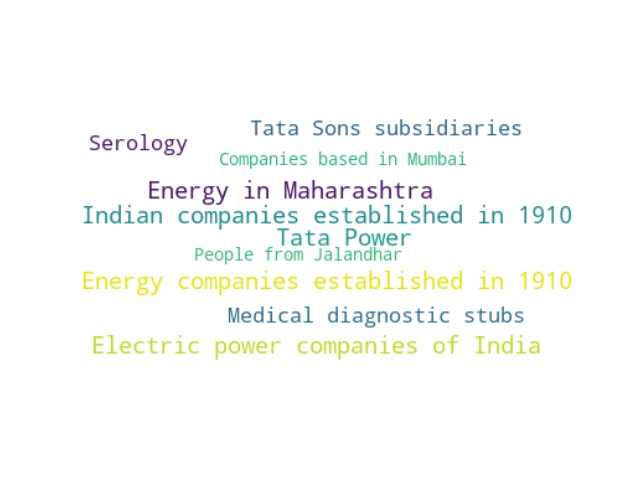 Tata Sons subsidiaries
Serology
Companies based in Mumbai
Energy in Maharashtra
Indian companies established in 1910
Tata Power
People from Jalandhar
Energy companies established in 1910
Medical diagnostic stubs
Electric power companies of India